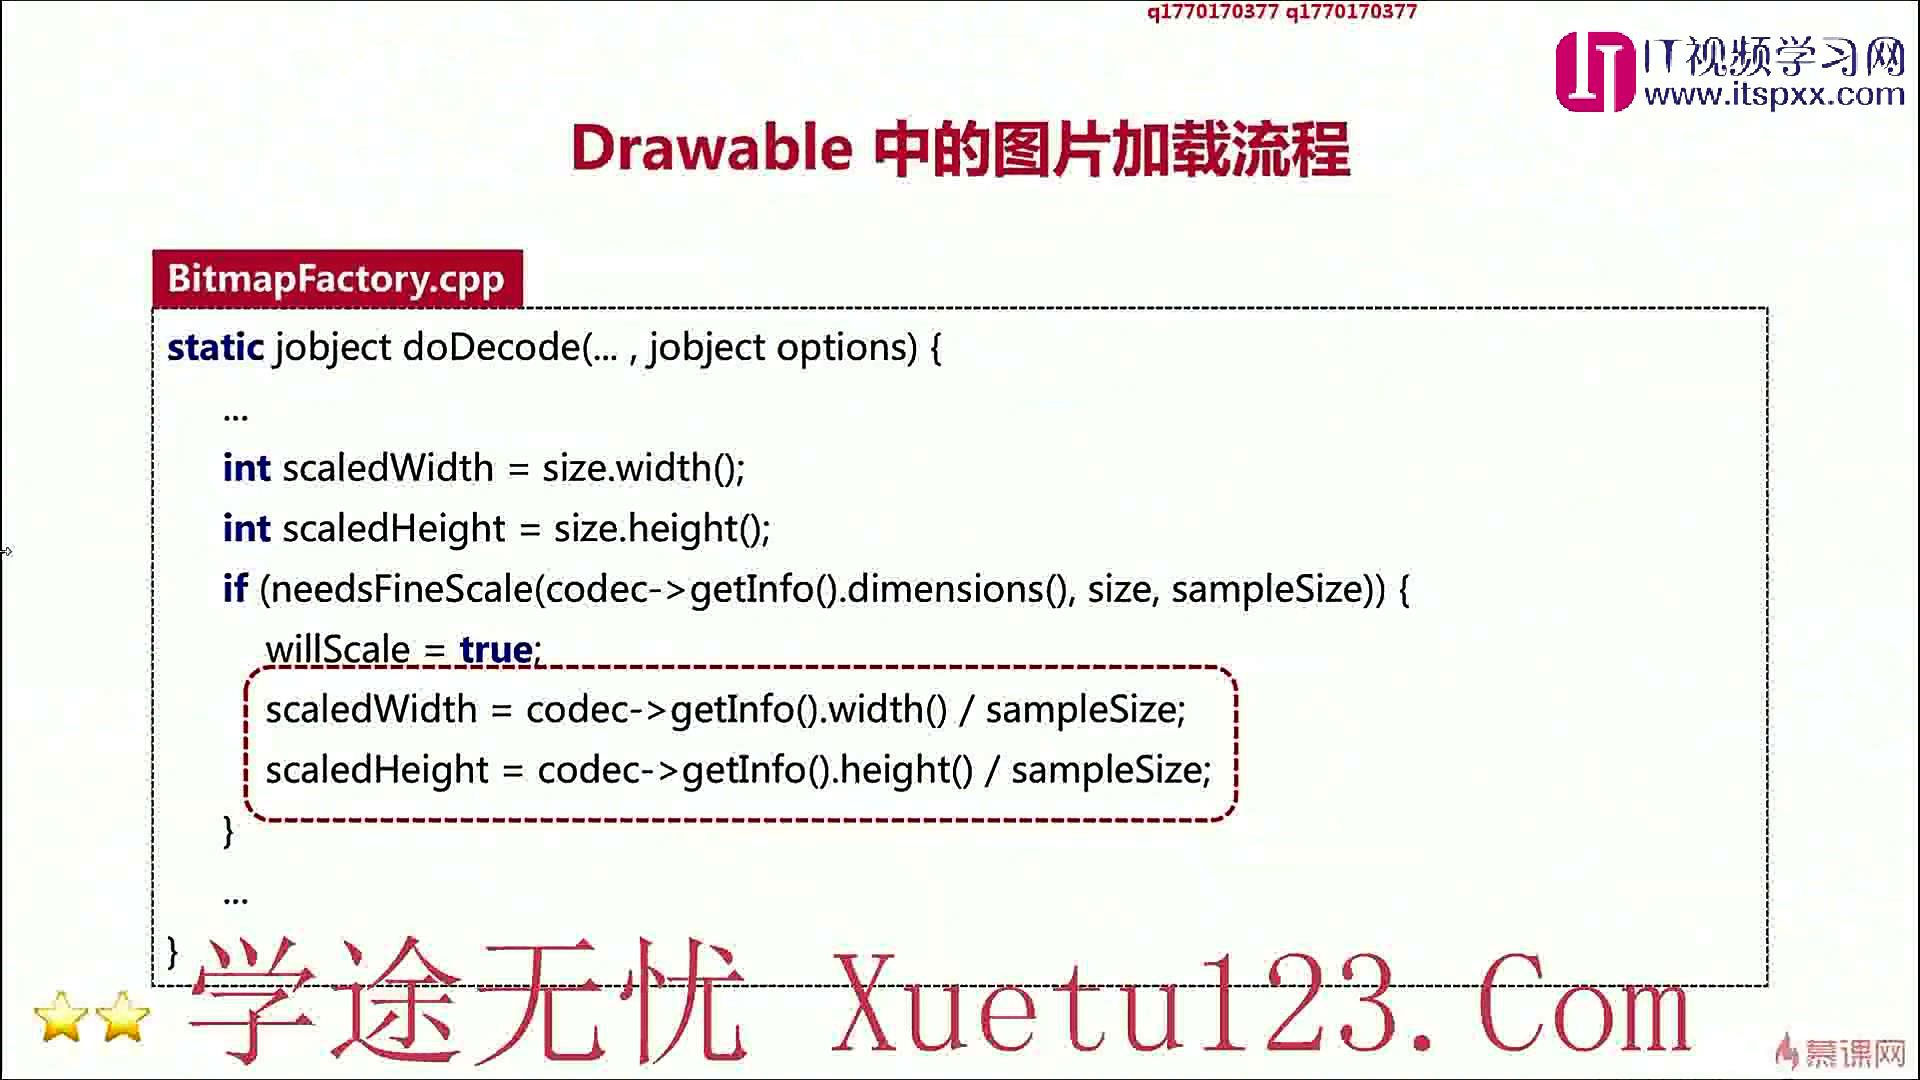 q1770170377 q1770170377
IT视频学习网
www.itspxx.com
Drawable 中的图片加载流程
BitmapFactory.cpp
static jobject doDecode(... , jobject options) {
...
int scaledWidth = size.width();
int scaledHeight = size.height();
if (needsFineScale(codec->getInfo().dimensions(), size, sampleSize)) {
willScale = true;
scaledWidth = codec->getInfo().width() / sampleSize;
scaledHeight = codec->getInfo().height() / sampleSize;
}
...
}
学途无忧 Xuetu123.Com
慕课网